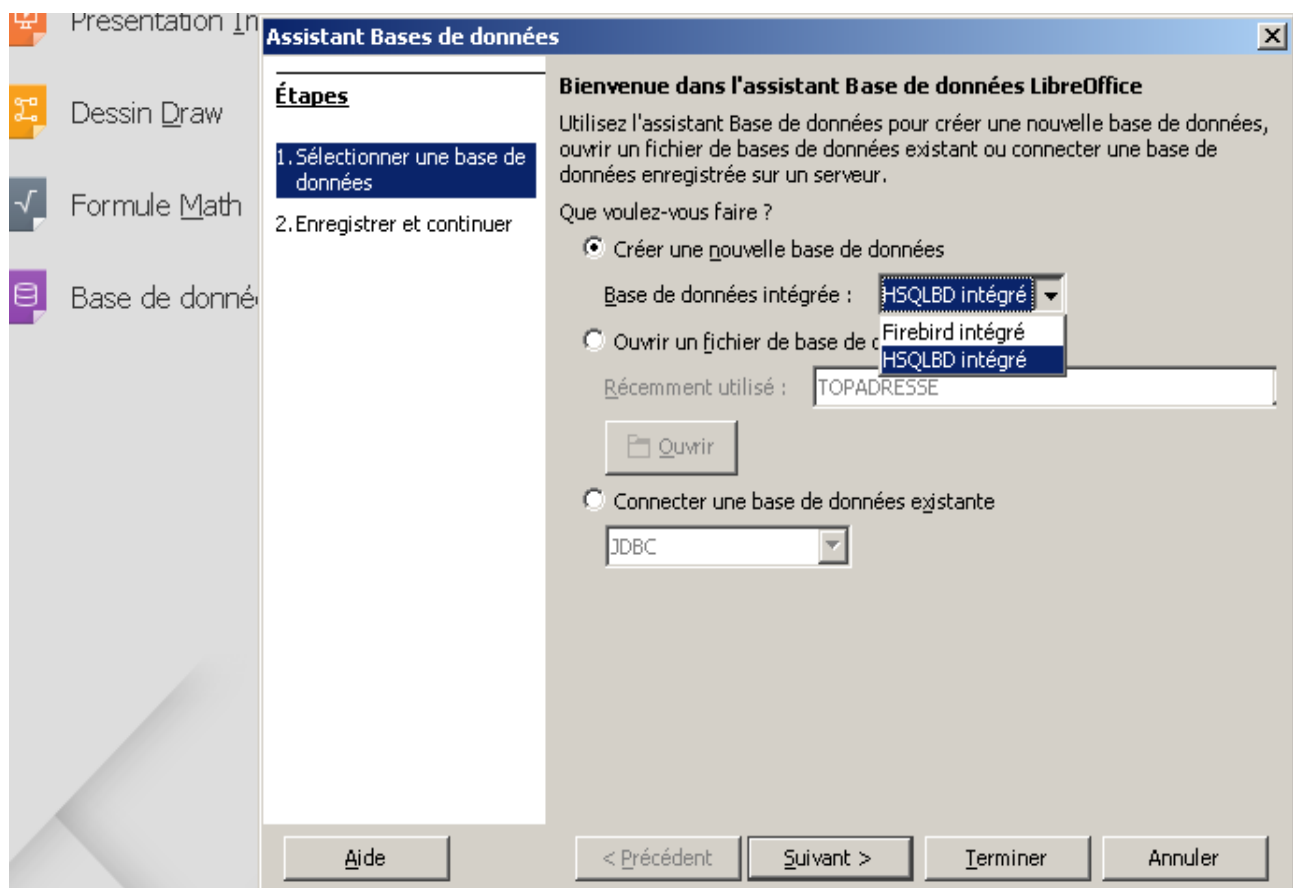 Présentation In
Dessin Draw
Formule Math
Base de donné
Assistant Bases de données
Étapes
1. Sélectionner une base de
données
2. Enregistrer et continuer
Bienvenue dans l'assistant Base de données LibreOffice
Utilisez l'assistant Base de données pour créer une nouvelle base de données,
ouvrir un fichier de bases de données existant ou connecter une base de
données enregistrée sur un serveur.
Que voulez-vous faire ?
Créer une nouvelle base de données
Base de données intégrée : HSQLBD intégré
Firebird intégré
HSQLBD intégré
Ouvrir un fichier de base de
Récemment utilisé : TOPADRESSE
Ouvrir
Connecter une base de données existante
JDBC
Aide
< Précédent
Suivant >
Terminer
Annuler